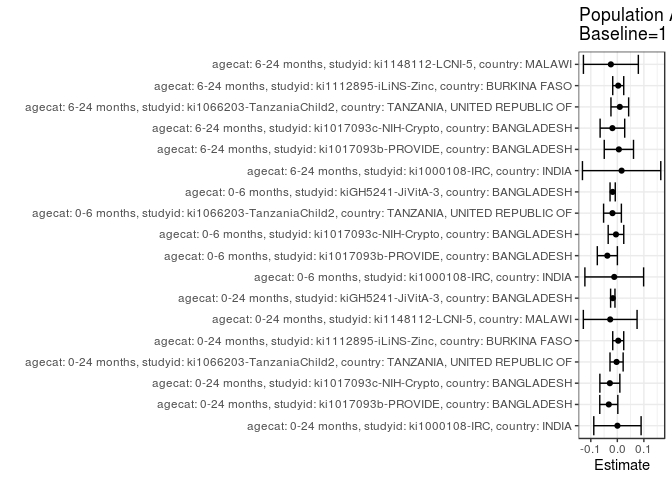 Population A
Baseline=1
agecat: 6-24 months, studyid: ki1148112-LCNI-5, country: MALAWI
agecat: 6-24 months, studyid: ki1112895-iLiNS-Zinc, country: BURKINA FASO
agecat: 6-24 months, studyid: ki1066203-TanzaniaChild2, country: TANZANIA, UNITED REPUBLIC OF
agecat: 6-24 months, studyid: ki1017093c-NIH-Crypto, country: BANGLADESH
agecat: 6-24 months, studyid: ki1017093b-PROVIDE, country: BANGLADESH
agecat: 6-24 months, studyid: ki1000108-IRC, country: INDIA
agecat: 0-6 months, studyid: kiGH5241-JiVitA-3, country: BANGLADESH
agecat: 0-6 months, studyid: ki1066203-TanzaniaChild2, country: TANZANIA, UNITED REPUBLIC OF
agecat: 0-6 months, studyid: ki1017093c-NIH-Crypto, country: BANGLADESH
agecat: 0-6 months, studyid: ki1017093b-PROVIDE, country: BANGLADESH
agecat: 0-6 months, studyid: ki1000108-IRC, country: INDIA
agecat: 0-24 months, studyid: kiGH5241-JiVitA-3, country: BANGLADESH
agecat: 0-24 months, studyid: ki1148112-LCNI-5, country: MALAWI
agecat: 0-24 months, studyid: ki1112895-iLiNS-Zinc, country: BURKINA FASO
agecat: 0-24 months, studyid: ki1066203-TanzaniaChild2, country: TANZANIA, UNITED REPUBLIC OF
agecat: 0-24 months, studyid: ki1017093c-NIH-Crypto, country: BANGLADESH
agecat: 0-24 months, studyid: ki1017093b-PROVIDE, country: BANGLADESH
agecat: 0-24 months, studyid: ki1000108-IRC, country: INDIA
-0.1 0.0 0.1
Estimate